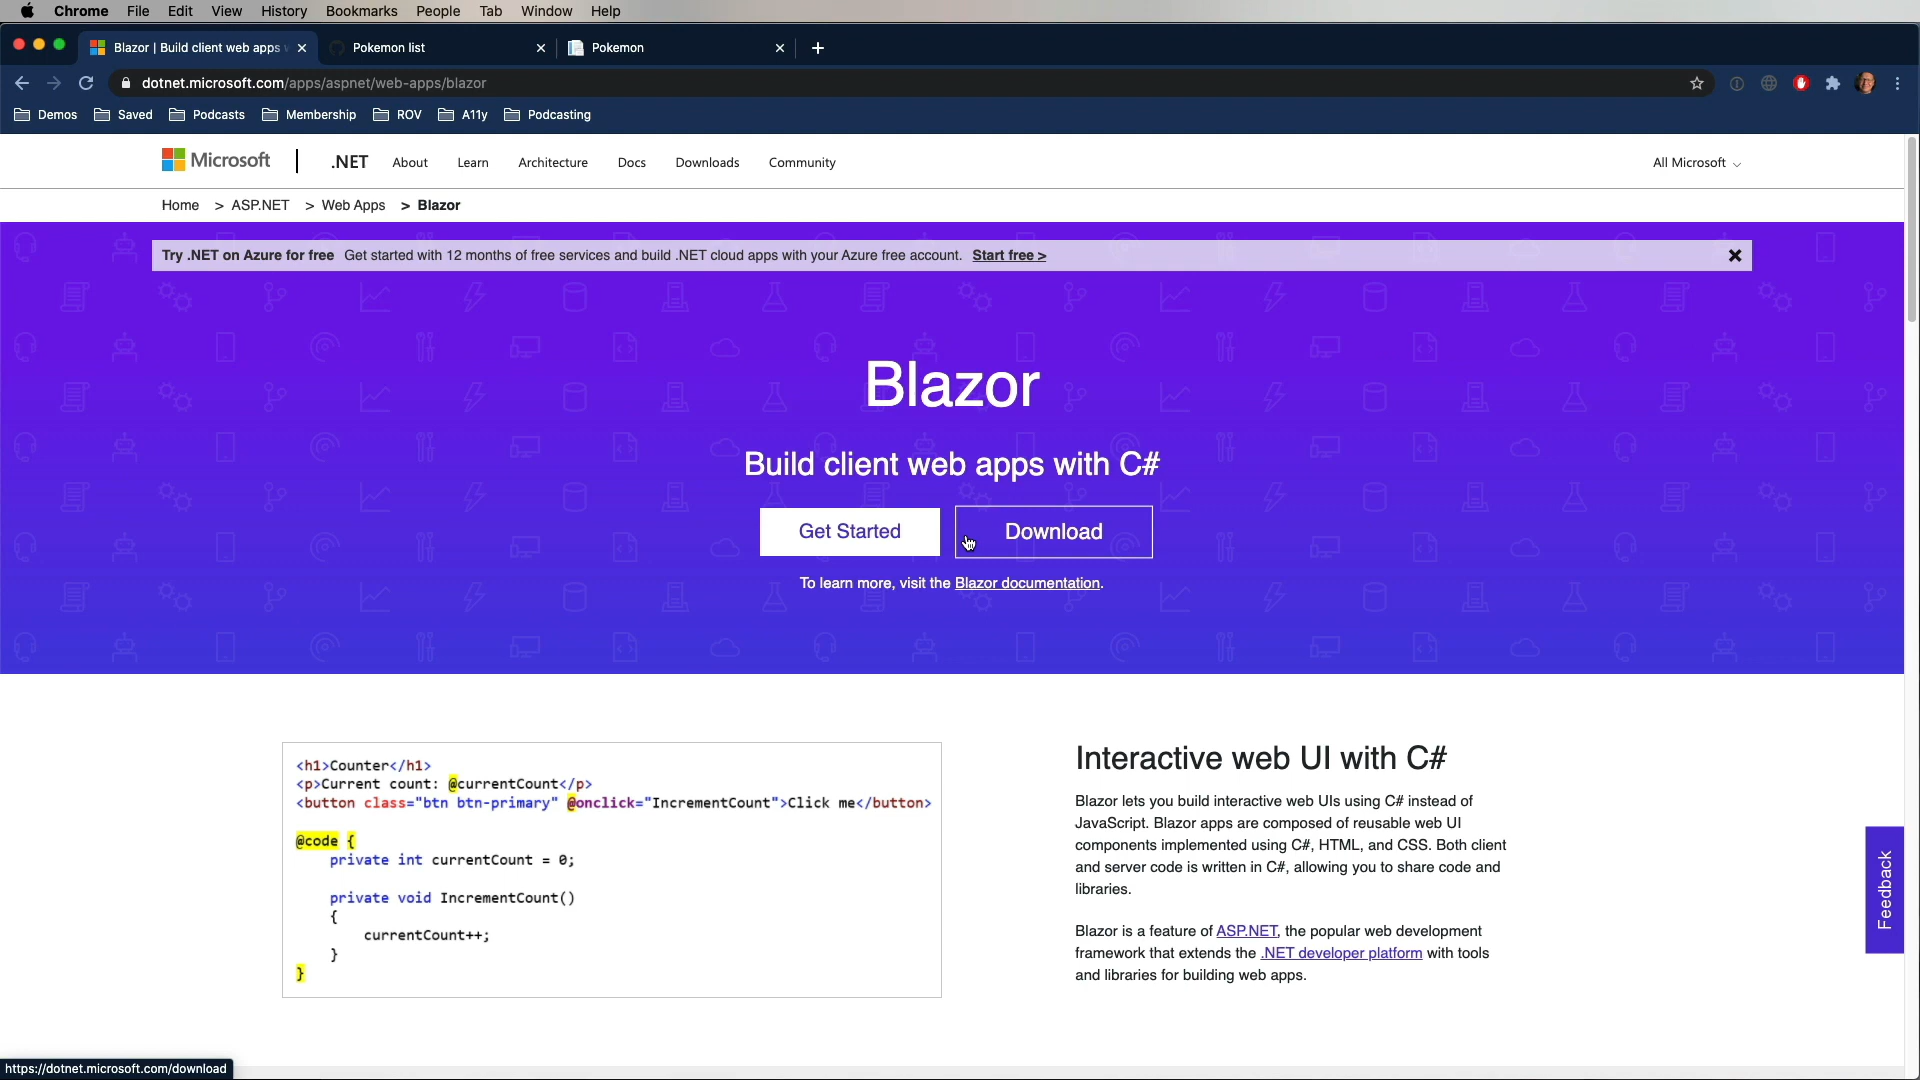 Chrome File Edit View History Bookmarks People Tab Window Help
Blazor | Build client web apps
Pokemon list
Pokemon
dotnet.microsoft.com/apps/aspnet/web-apps/blazor
Demos Saved Podcasts Membership ROV A11y Podcasting
Microsoft .NET About Learn Architecture Docs Downloads Community All Microsoft
Home > ASP.NET > Web Apps > Blazor
Try .NET on Azure for free Get started with 12 months of free services and build .NET cloud apps with your Azure free account. Start free >
Blazor
Build client web apps with C#
Get Started Download
To learn more, visit the Blazor documentation.
<h1>Counter</h1>
<p>Current count: @currentCount</p>
<button class="btn btn-primary" @onclick="IncrementCount">Click me</button>
@code {
private int currentCount = 0;
private void IncrementCount()
{
currentCount++;
}
}
Interactive web UI with C#
Blazor lets you build interactive web UIs using C# instead of
JavaScript. Blazor apps are composed of reusable web UI
components implemented using C#, HTML, and CSS. Both client
and server code is written in C#, allowing you to share code and
libraries.
Blazor is a feature of ASP.NET, the popular web development
framework that extends the .NET developer platform with tools
and libraries for building web apps.
Feedback
https://dotnet.microsoft.com/download